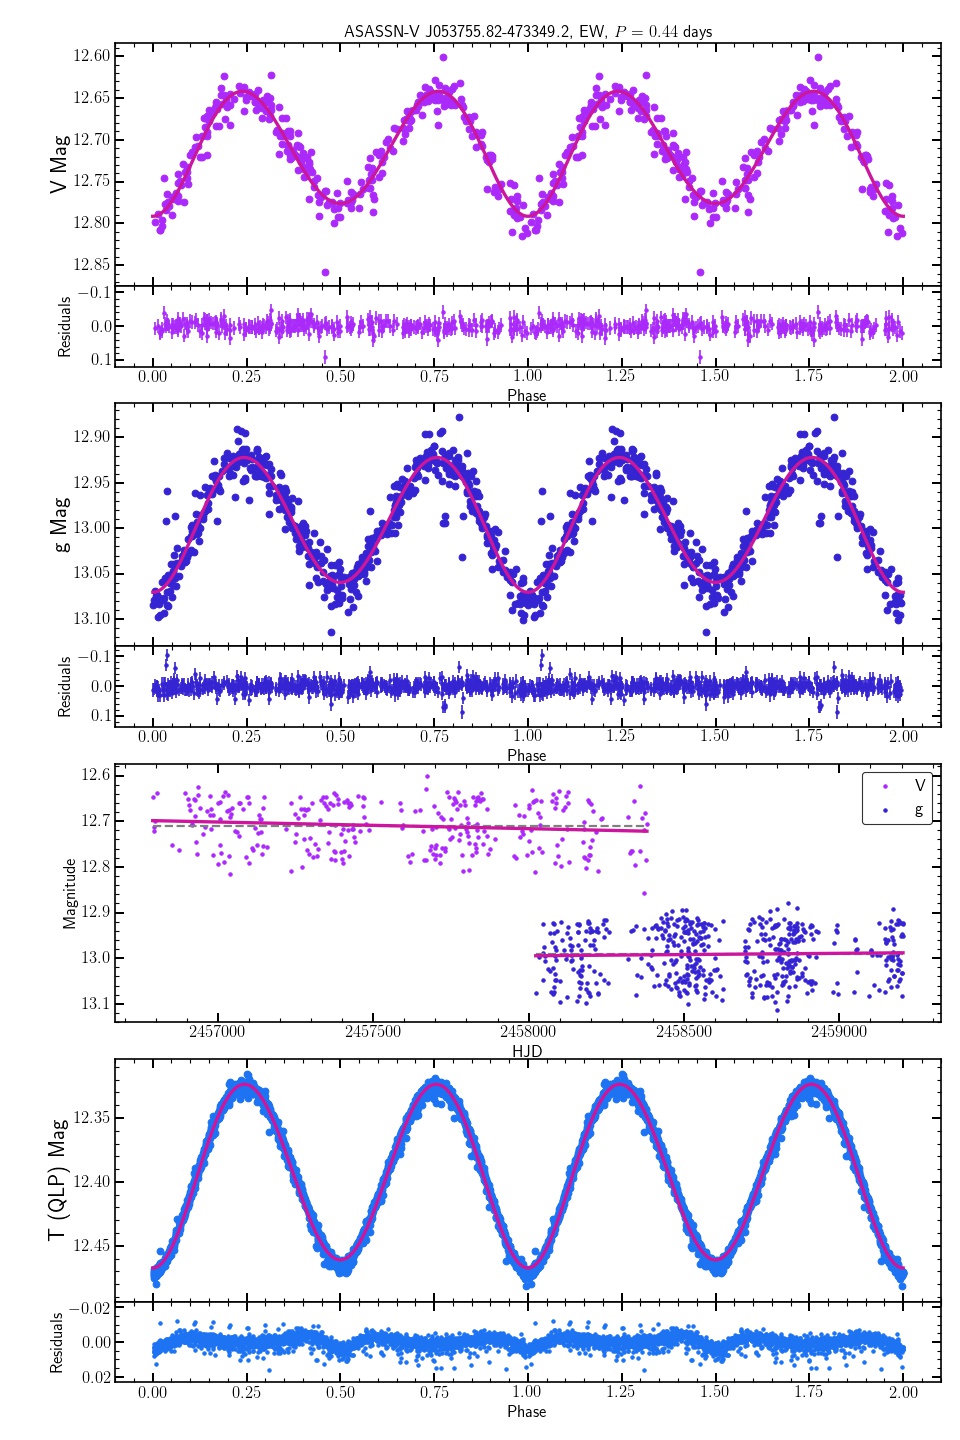 ASASSN-V J053755.82-473349.2, EW, P = 0.44 days
12.60
12.65
12.70
12.75
12.80
12.85
V Mag
−0.1
0.0
0.1
Residuals
0.00 0.25 0.50 0.75 1.00 1.25 1.50 1.75 2.00
Phase
12.90
12.95
13.00
13.05
13.10
g Mag
−0.1
0.0
0.1
Residuals
0.00 0.25 0.50 0.75 1.00 1.25 1.50 1.75 2.00
Phase
12.6
12.7
12.8
12.9
13.0
13.1
Magnitude
V
g
2457000 2457500 2458000 2458500 2459000
HJD
12.35
12.40
12.45
T (QLP) Mag
−0.02
0.00
0.02
Residuals
0.00 0.25 0.50 0.75 1.00 1.25 1.50 1.75 2.00
Phase